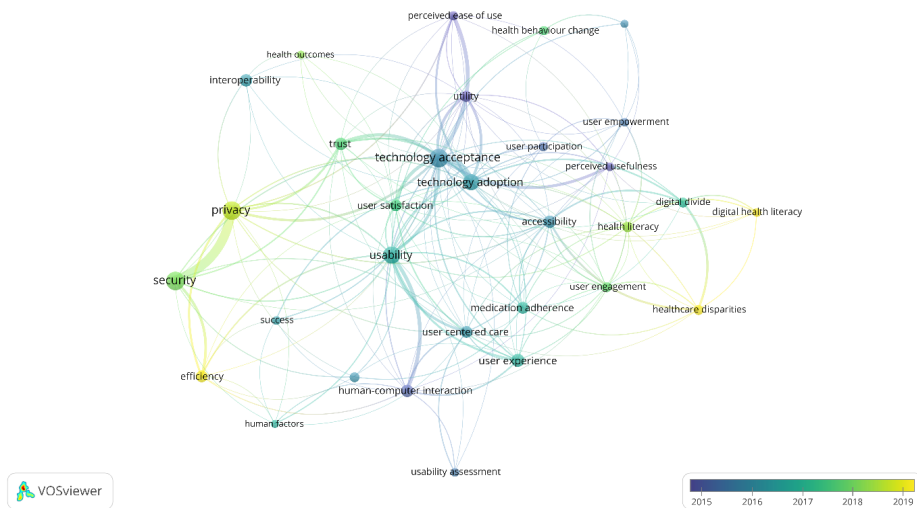 perceived ease of use
health behaviour change
health outcomes
interoperability
utility
user empowerment
trust
user participation
technology acceptance
perceived usefulness
technology adoption
privacy
user satisfaction
digital divide
digital health literacy
accessibility
health literacy
usability
security
user engagement
medication adherence
healthcare disparities
success
user centered care
user experience
efficiency
human-computer interaction
human factors
usability assessment
VOSviewer
2015 2016 2017 2018 2019